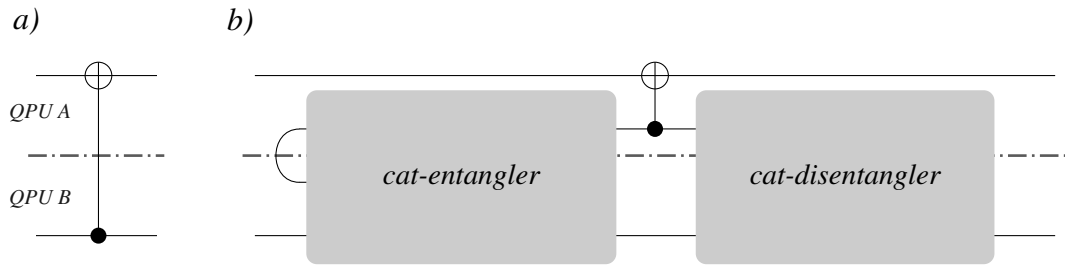 a)
b)
QPU A
QPU B
cat-entangler
cat-disentangler